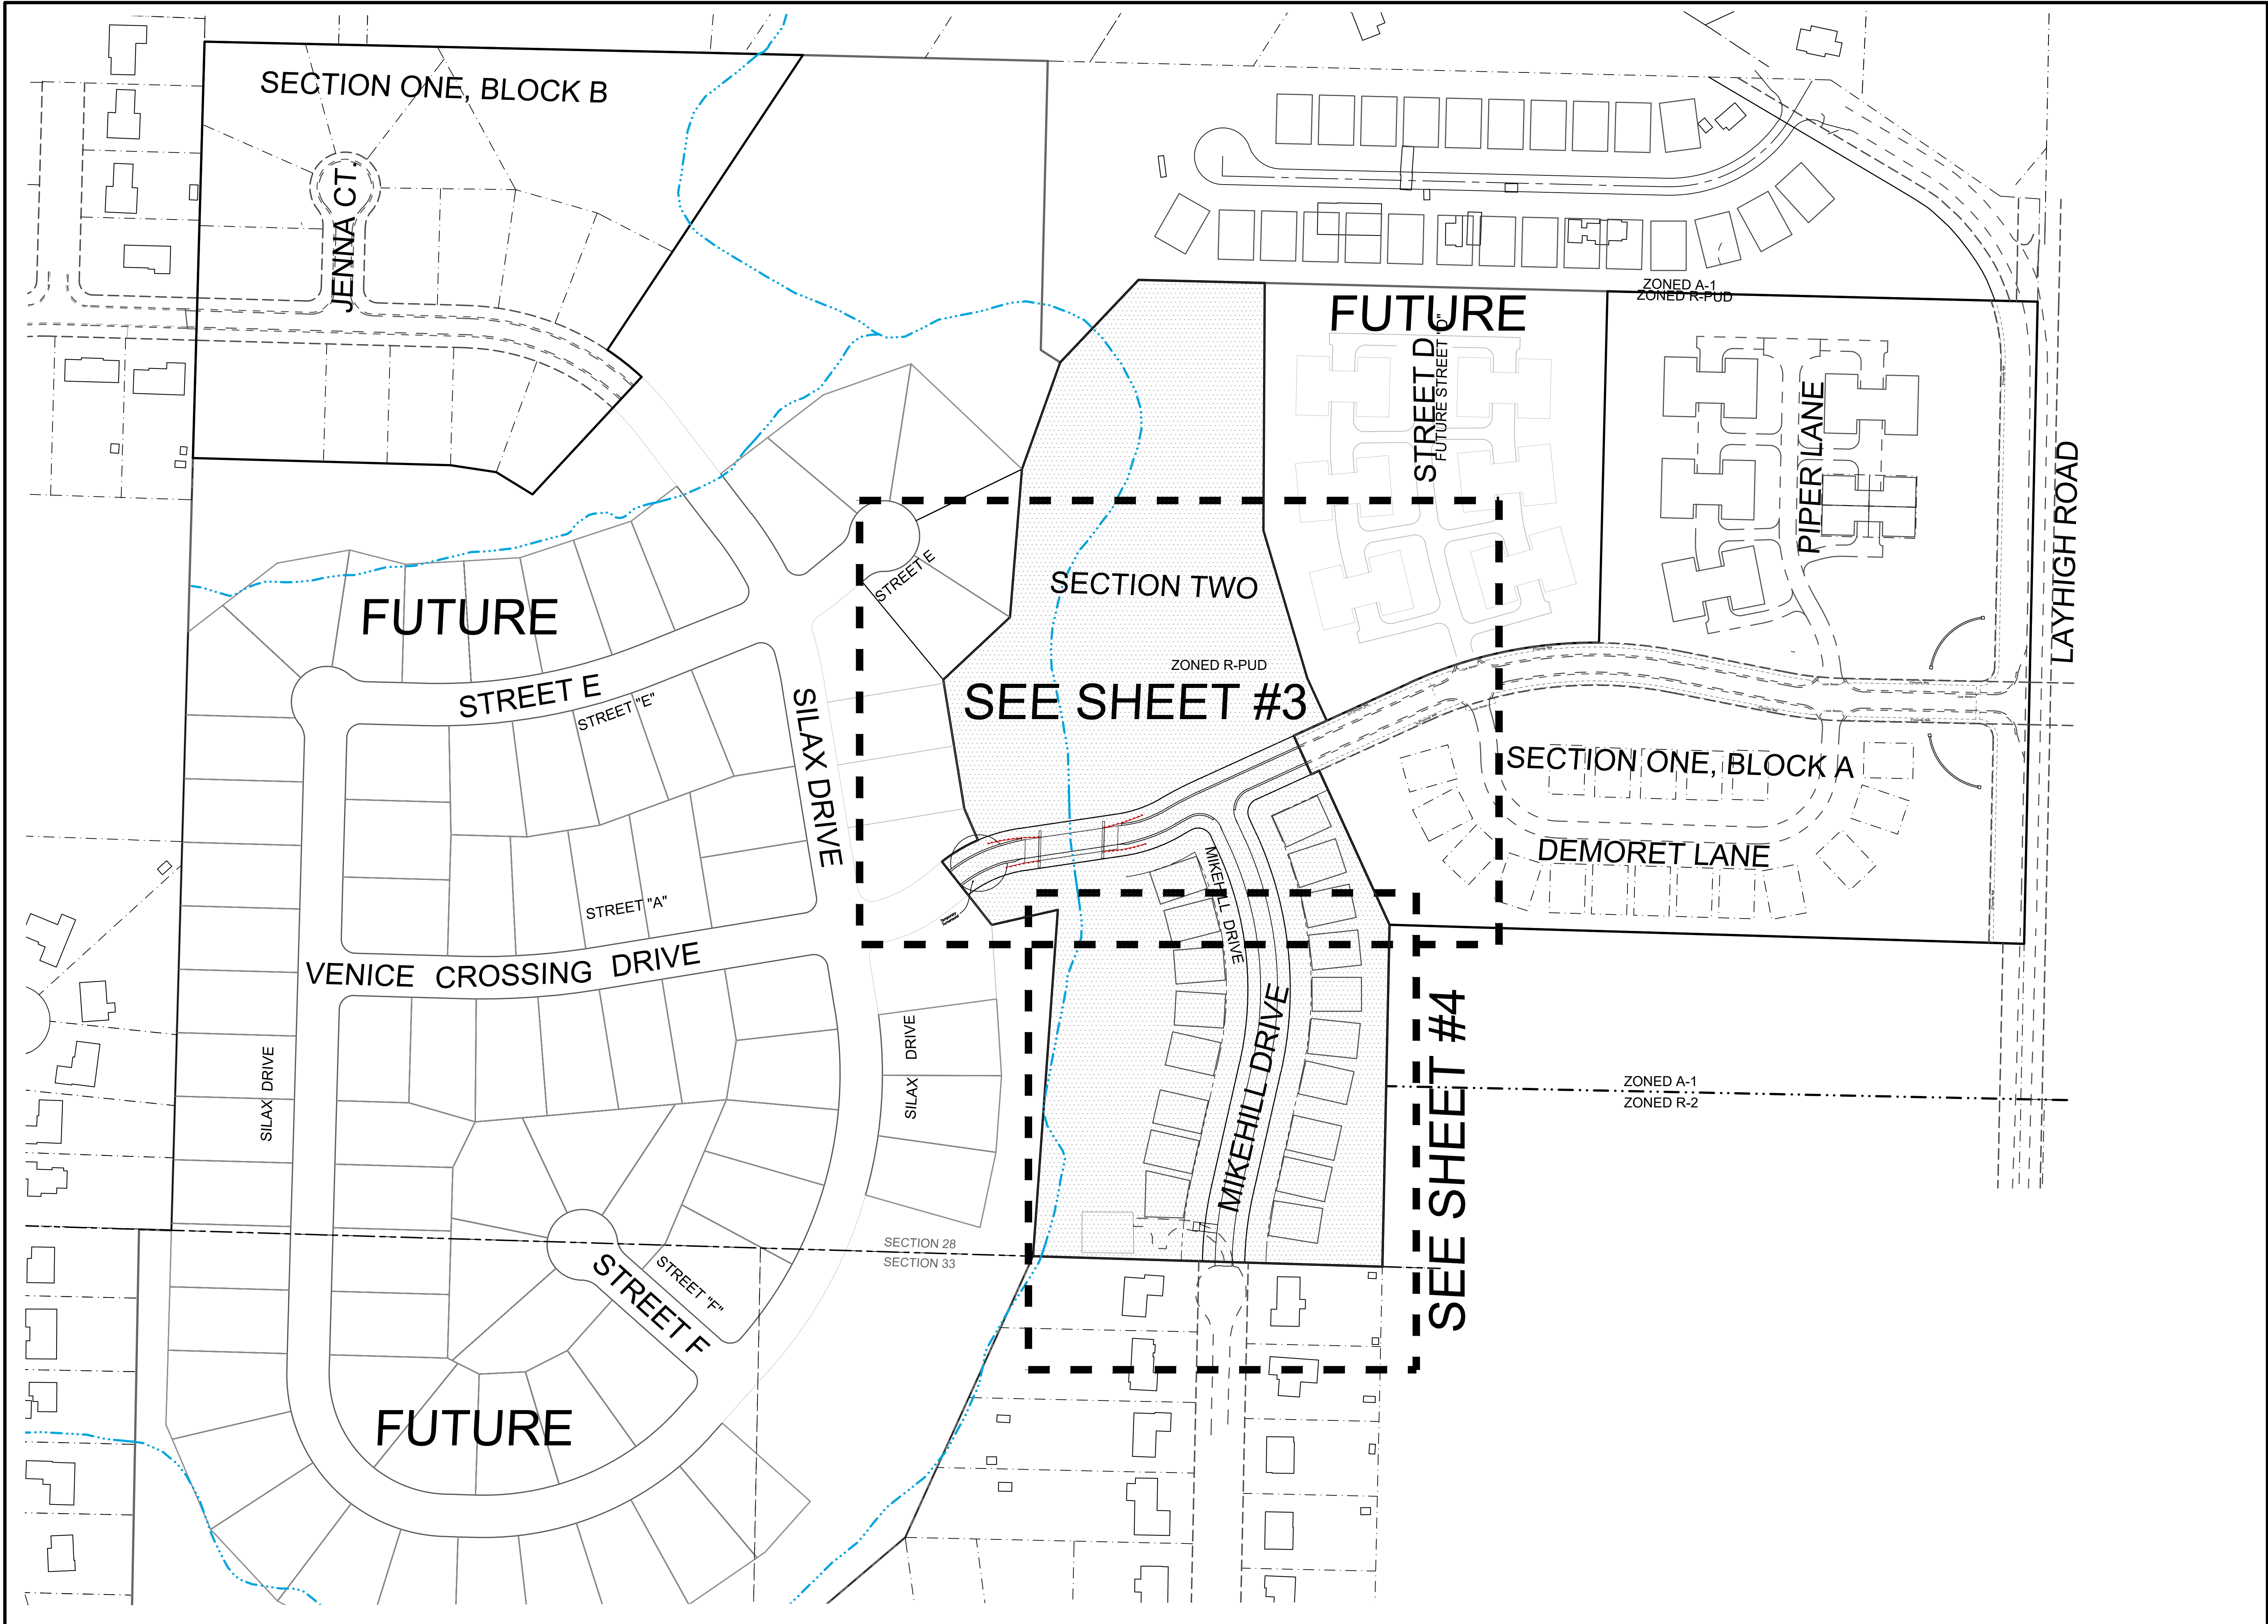 SECTION ONE, BLOCK B
JENNA CT.
ZONED A-1
ZONED R-PUD
FUTURE
STREET D
FUTURE STREET "D"
PIPER LANE
LAYHIGH ROAD
STREET E
SECTION TWO
FUTURE
ZONED R-PUD
SEE SHEET #3
STREET E
STREET "E"
SILAX DRIVE
SECTION ONE, BLOCK A
DEMORET LANE
MIKEHILL DRIVE
STREET "A"
VENICE CROSSING DRIVE
SILAX DRIVE
SILAX DRIVE
MIKEHILL DRIVE
SEE SHEET #4
ZONED A-1
ZONED R-2
SECTION 28
SECTION 33
STREET F
STREET "F"
FUTURE